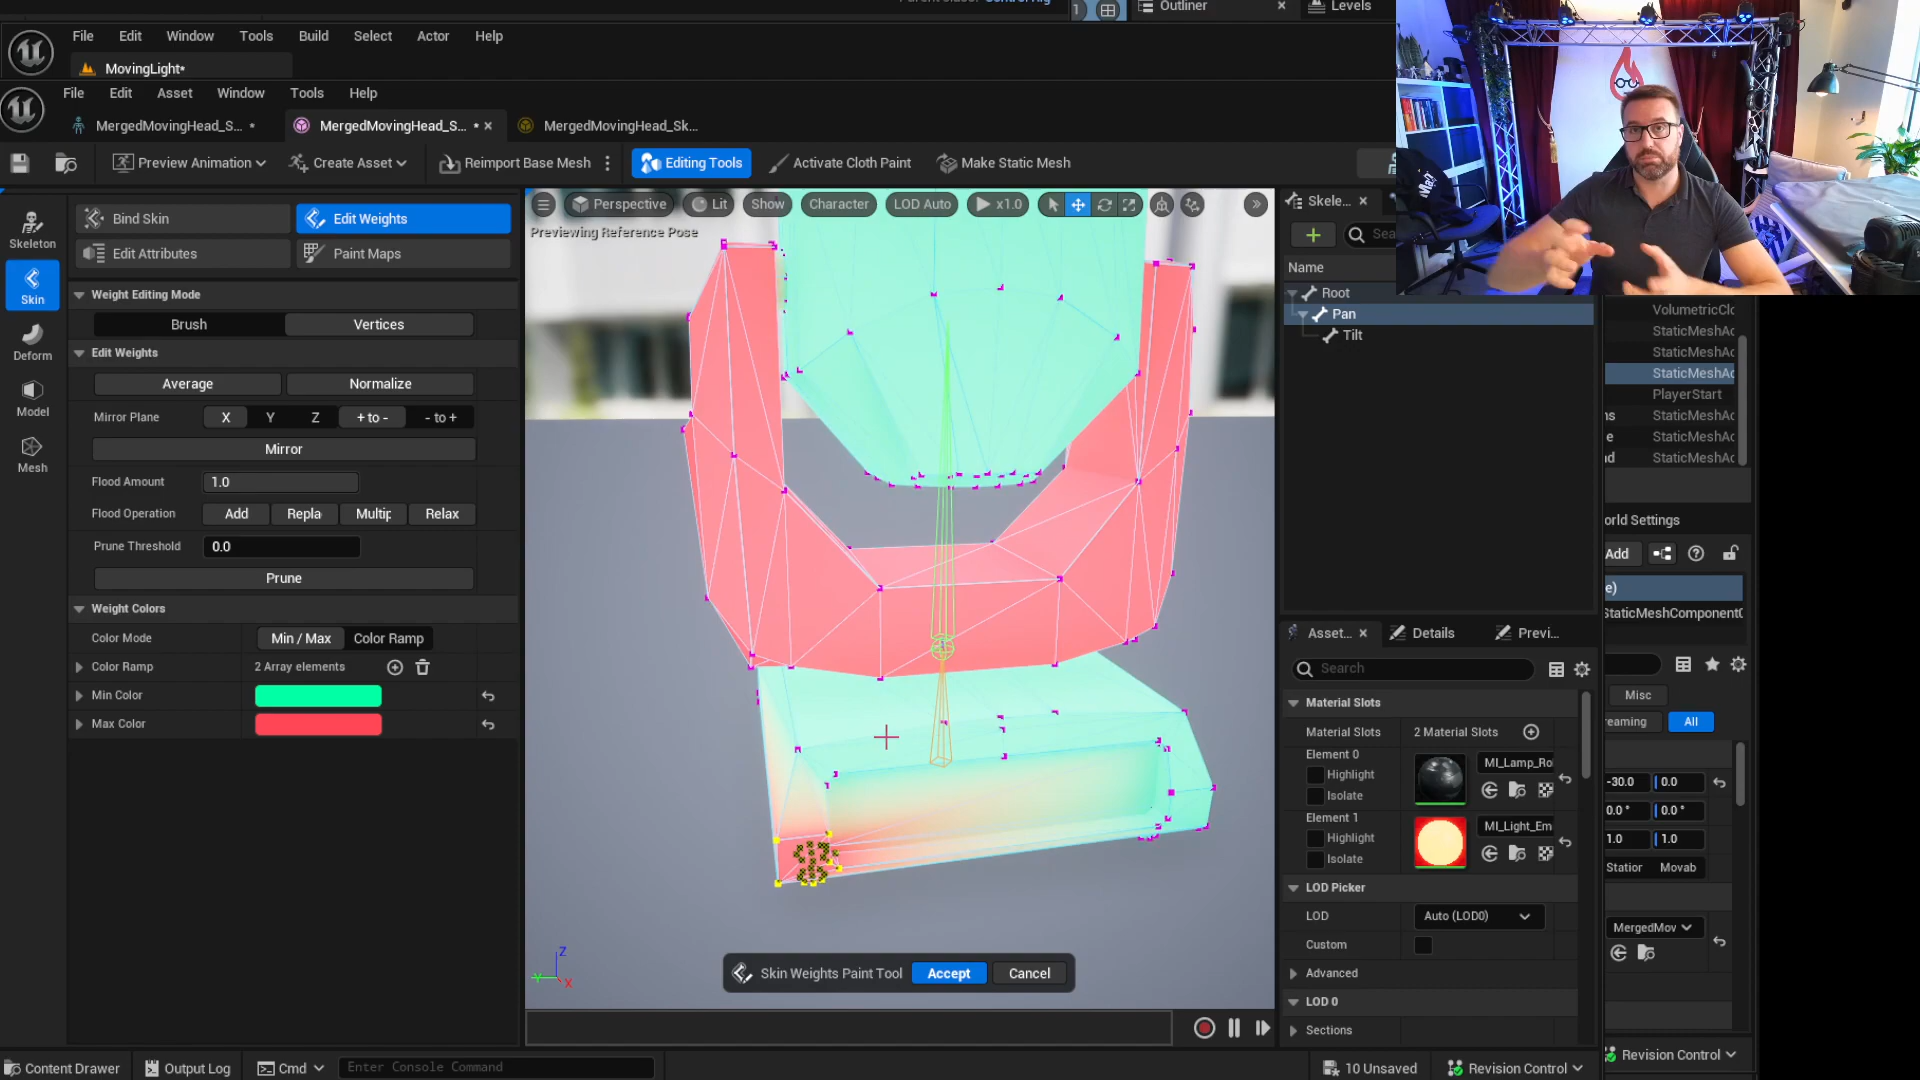 Outliner
Levels
File Edit Window Tools Build Select Actor Help
MovingLight*
File Edit Asset Window Tools Help
MergedMovingHead_S... *
MergedMovingHead_S... *
MergedMovingHead_Sk...
Preview Animation
Create Asset
Reimport Base Mesh
Editing Tools
Activate Cloth Paint
Make Static Mesh
Skeleton
Skin
Deform
Model
Mesh
Bind Skin
Edit Weights
Edit Attributes
Paint Maps
Weight Editing Mode
Brush
Vertices
Edit Weights
Average
Normalize
Mirror Plane X Y Z + to - - to +
Mirror
Flood Amount 1.0
Flood Operation Add Repla Multip Relax
Prune Threshold 0.0
Prune
Weight Colors
Color Mode Min / Max Color Ramp
Color Ramp 2 Array elements
Min Color
Max Color
Perspective
Lit
Show
Character
LOD Auto
x1.0
Previewing Reference Pose
Z
X
Skin Weights Paint Tool
Accept
Cancel
Skele...
Sea
Name
Root
Pan
Tilt
Asset...
Details
Previ...
Search
Material Slots
Material Slots 2 Material Slots
Element 0
Highlight
Isolate
MI_Lamp_Ro
Element 1
Highlight
Isolate
MI_Light_Em
LOD Picker
LOD Auto (LOD0)
Custom
Advanced
LOD 0
Sections
VolumetricClo
StaticMeshAc
StaticMeshAc
StaticMeshAc
PlayerStart
StaticMeshAc
StaticMeshAc
StaticMeshAc
orld Settings
Add
e)
StaticMeshComponent0
Misc
reaming
All
-30.0 0.0
0.0 ° 0.0 °
1.0 1.0
Statior Movab
MergedMov
Content Drawer
Output Log
Cmd
Enter Console Command
10 Unsaved
Revision Control
Revision Control